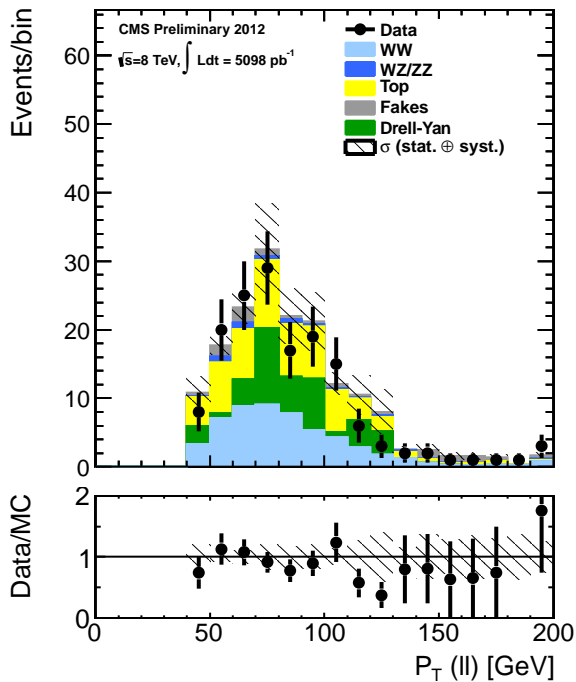 CMS Preliminary 2012
√s=8 TeV, ∫ Ldt = 5098 pb⁻¹
Data
WW
WZ/ZZ
Top
Fakes
Drell-Yan
σ (stat. ⊕ syst.)
Events/bin
60
50
40
30
20
10
0
Data/MC
2
1
0
0 50 100 150 200
P_T (ll) [GeV]